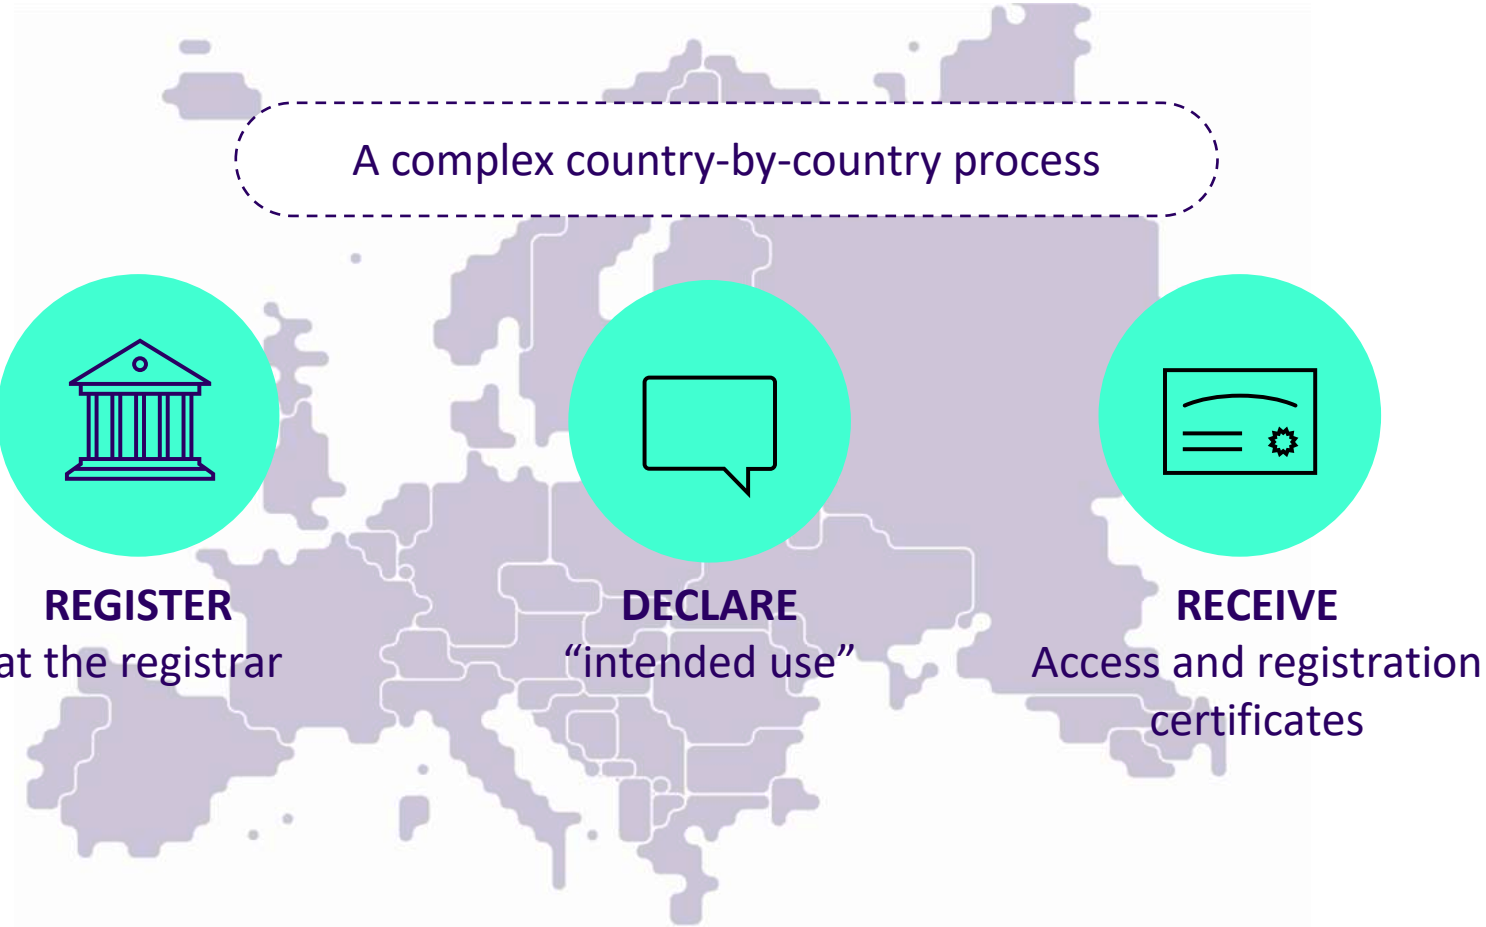 A complex country-by-country process
REGISTER
at the registrar
DECLARE
“intended use”
RECEIVE
Access and registration
certificates